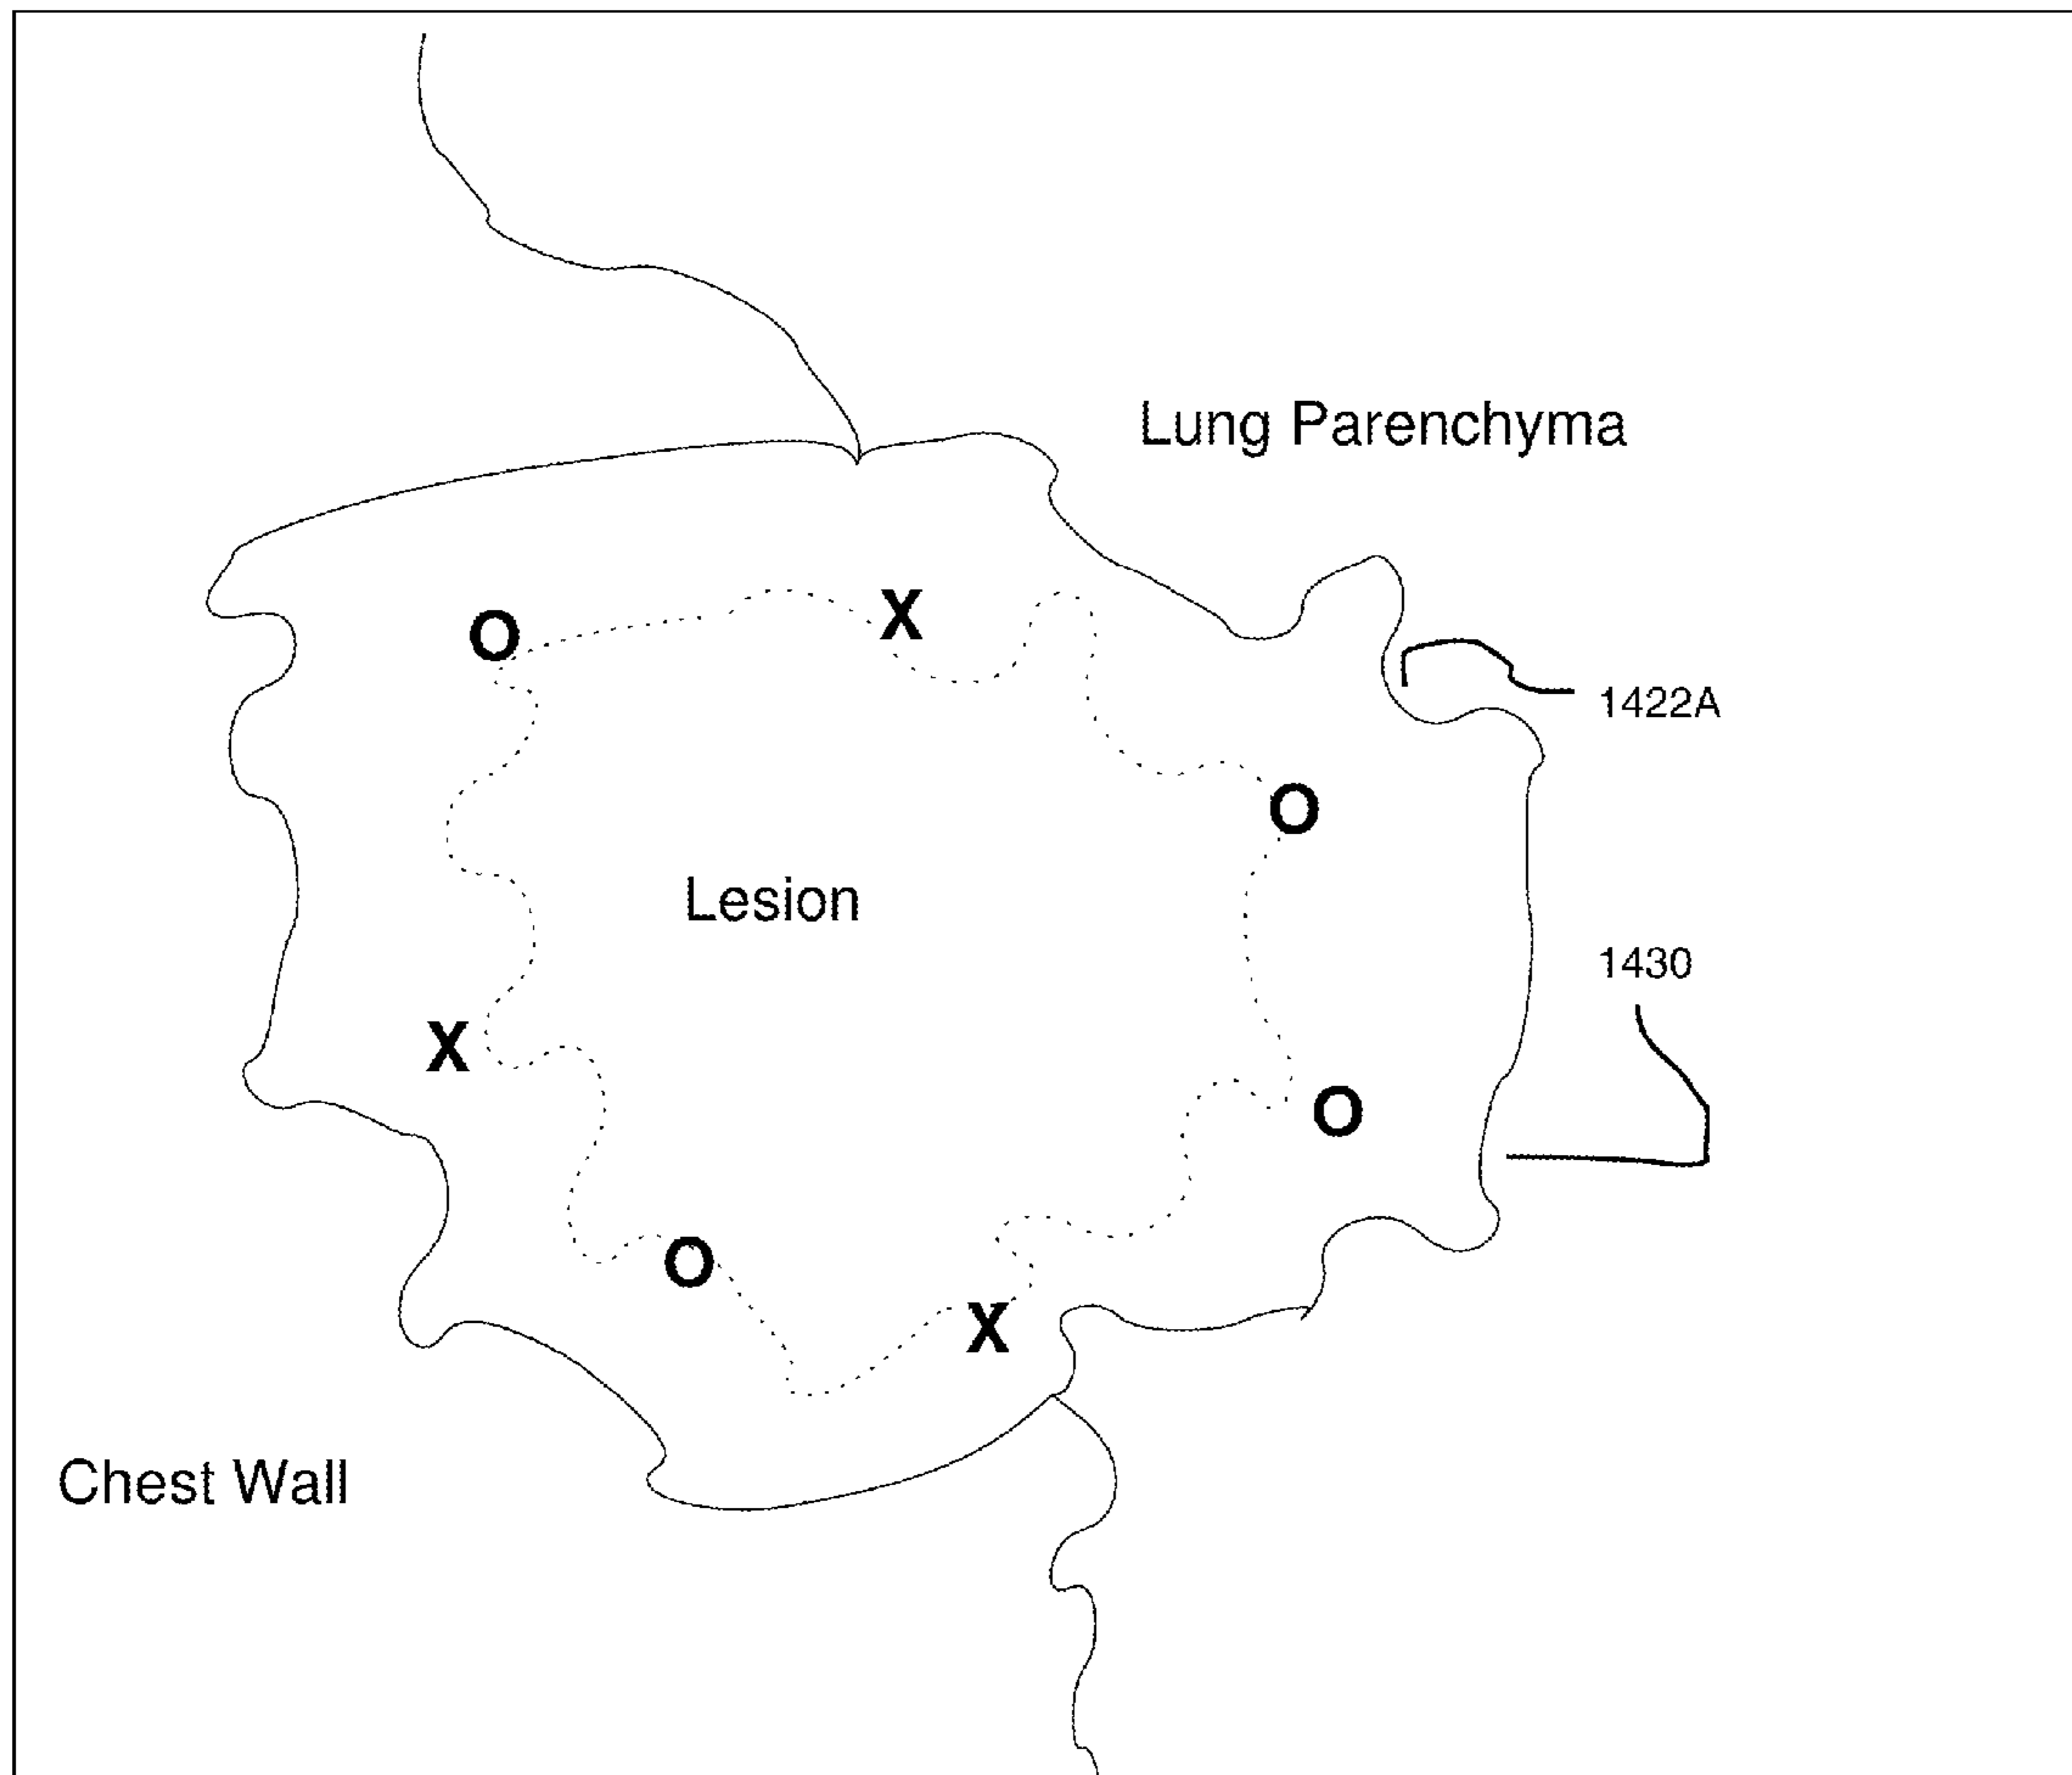 Lung Parenchyma
O
X
1422A
O
Lesion
1430
X
O
O
X
Chest Wall